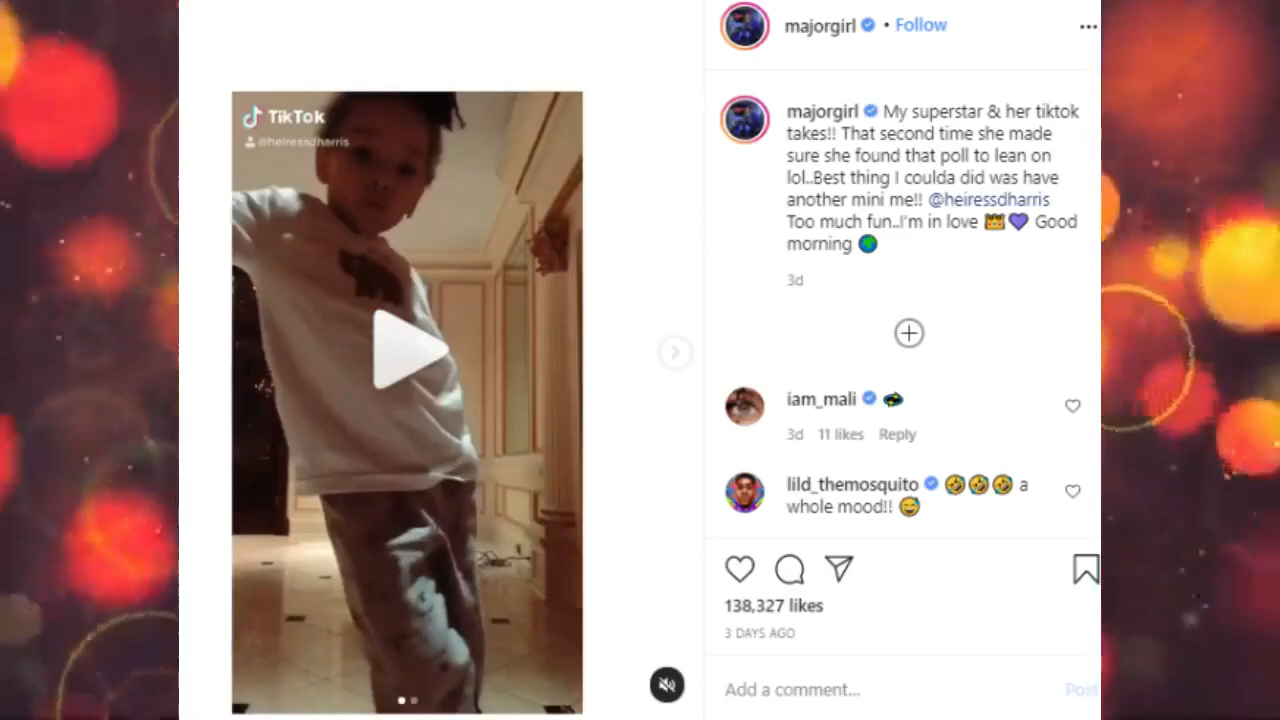 TikTok
@heiressdharris
majorgirl • Follow
majorgirl My superstar & her tiktok
takes!! That second time she made
sure she found that poll to lean on
lol..Best thing I coulda did was have
another mini me!! @heiressdharris
Too much fun..I'm in love 👑💜 Good
morning 🌍
3d
iam_mali 💫
3d 11 likes Reply
lild_themosquito 🤣🤣🤣 a
whole mood!! 😅
138,327 likes
3 DAYS AGO
Add a comment...
Post